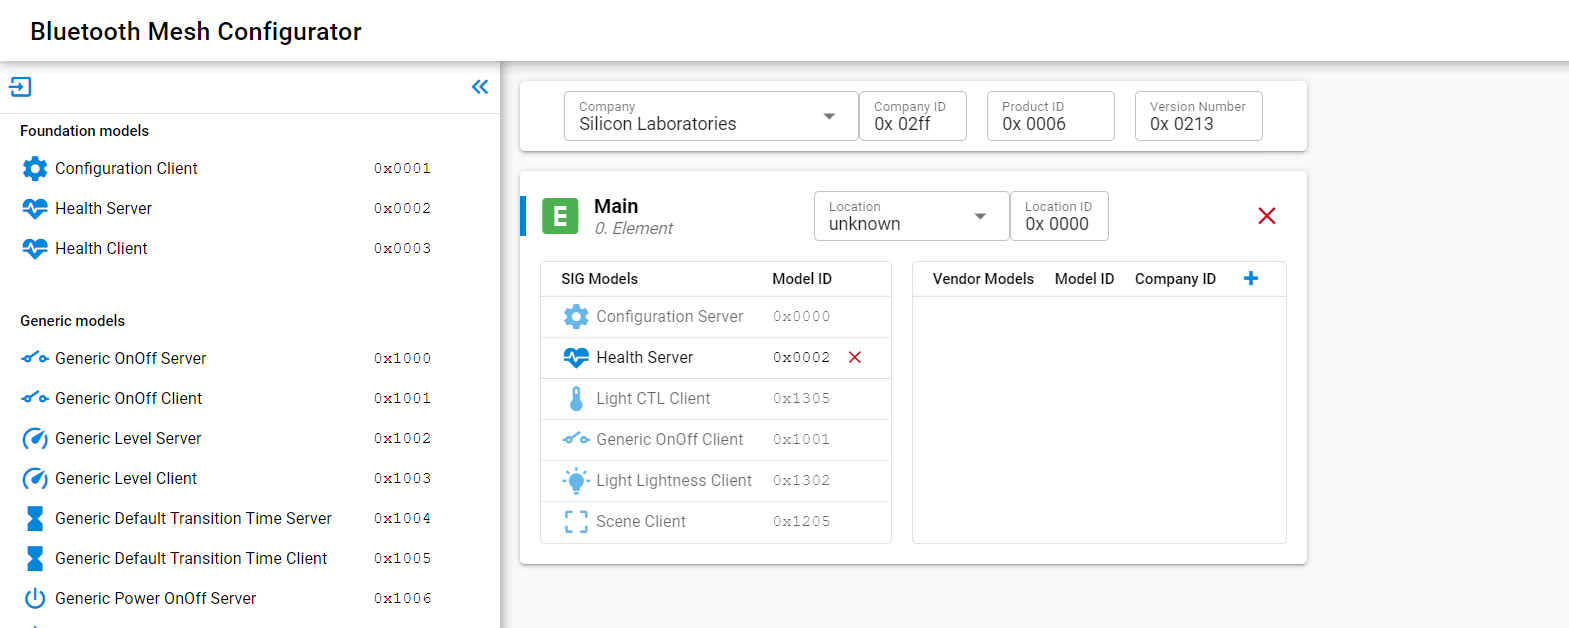 Bluetooth Mesh Configurator
Foundation models
Configuration Client 0x0001
Health Server 0x0002
Health Client 0x0003
Generic models
Generic OnOff Server 0x1000
Generic OnOff Client 0x1001
Generic Level Server 0x1002
Generic Level Client 0x1003
Generic Default Transition Time Server 0x1004
Generic Default Transition Time Client 0x1005
Generic Power OnOff Server 0x1006
Company
Silicon Laboratories
Company ID
0x 02ff
Product ID
0x 0006
Version Number
0x 0213
E
Main
0. Element
Location
unknown
Location ID
0x 0000
SIG Models Model ID
Configuration Server 0x0000
Health Server 0x0002
Light CTL Client 0x1305
Generic OnOff Client 0x1001
Light Lightness Client 0x1302
Scene Client 0x1205
Vendor Models Model ID Company ID